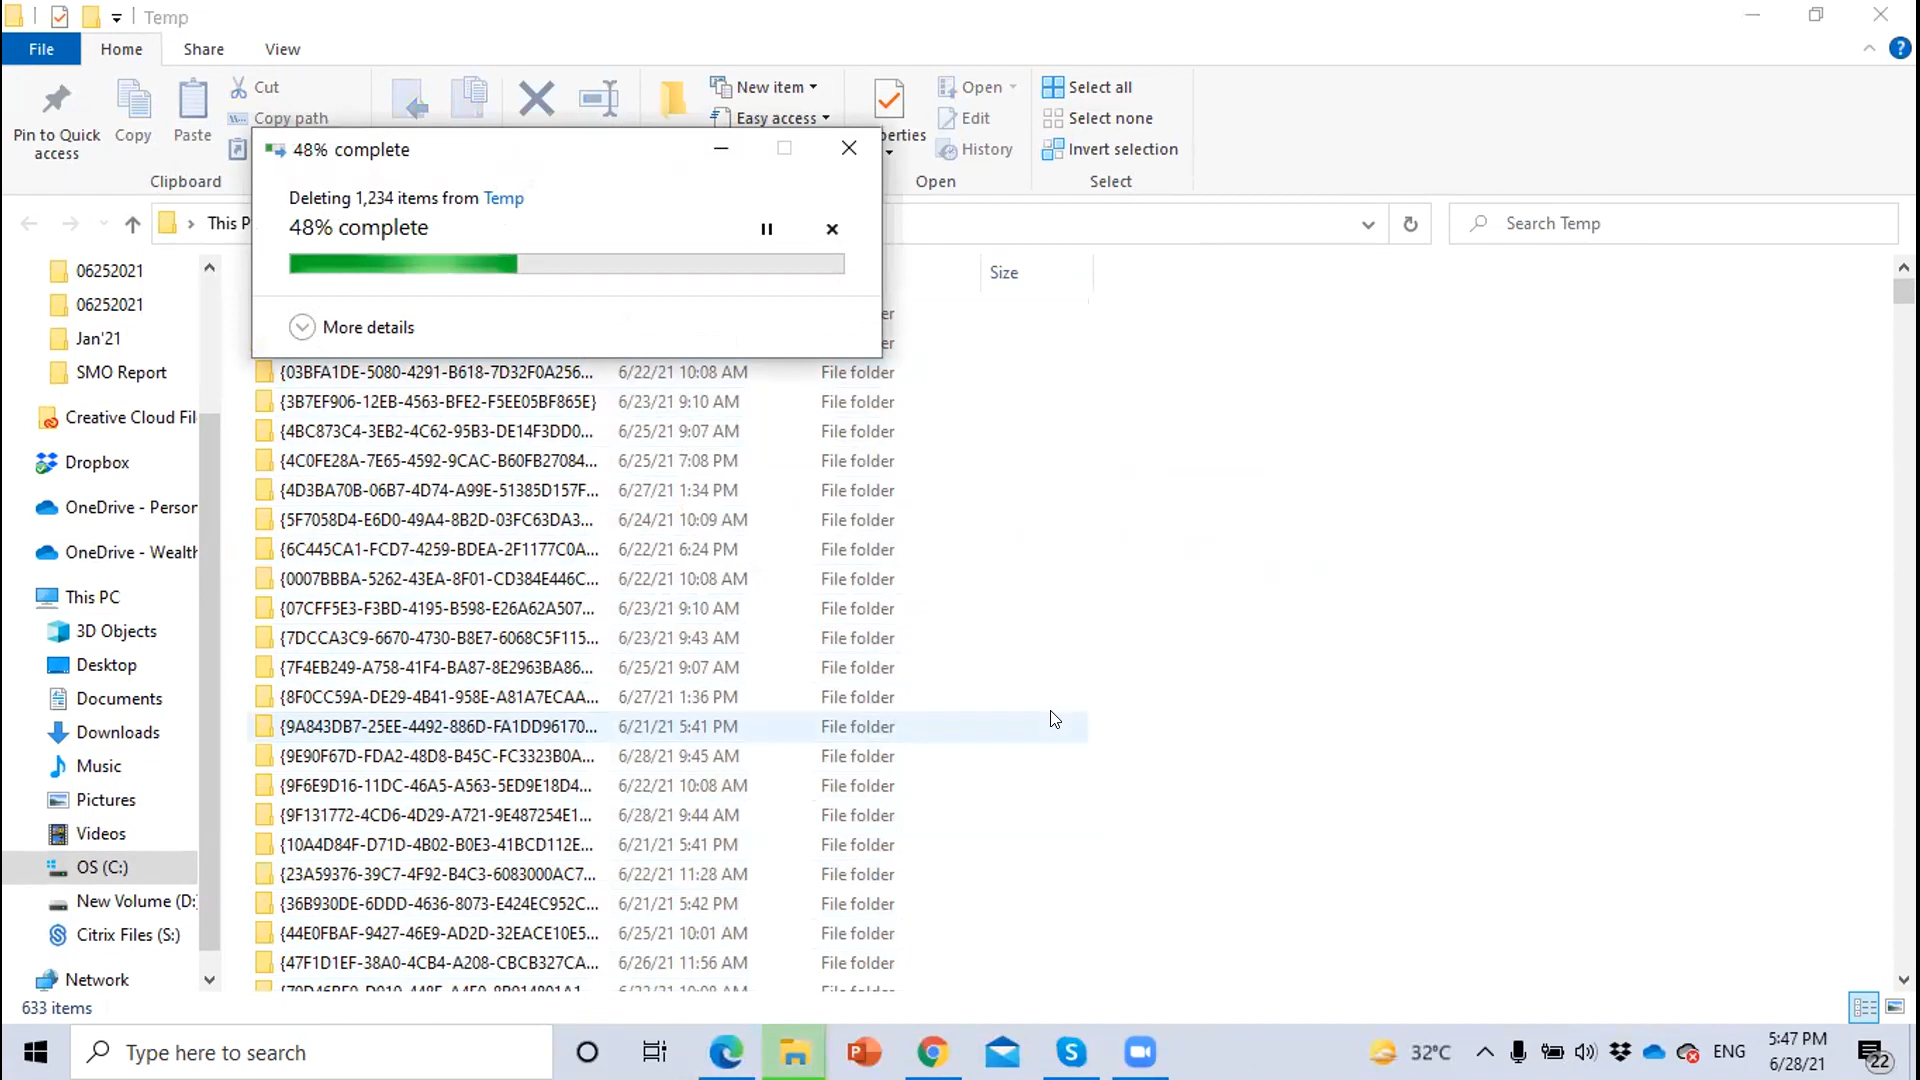 Temp
File
Home
Share
View
Pin to Quick access
Copy
Paste
Cut
Copy path
New item
Easy access
Open
Edit
History
Select all
Select none
Invert selection
erties
Clipboard
Open
Select
48% complete
Deleting 1,234 items from Temp
48% complete
More details
This P
Search Temp
06252021
06252021
Jan'21
SMO Report
Creative Cloud Fil
Dropbox
OneDrive - Person
OneDrive - Wealth
This PC
3D Objects
Desktop
Documents
Downloads
Music
Pictures
Videos
OS (C:)
New Volume (D:
Citrix Files (S:)
Network
Size
er
er
{03BFA1DE-5080-4291-B618-7D32F0A256... 6/22/21 10:08 AM File folder
{3B7EF906-12EB-4563-BFE2-F5EE05BF865E} 6/23/21 9:10 AM File folder
{4BC873C4-3EB2-4C62-95B3-DE14F3DD0... 6/25/21 9:07 AM File folder
{4C0FE28A-7E65-4592-9CAC-B60FB27084... 6/25/21 7:08 PM File folder
{4D3BA70B-06B7-4D74-A99E-51385D157F... 6/27/21 1:34 PM File folder
{5F7058D4-E6D0-49A4-8B2D-03FC63DA3... 6/24/21 10:09 AM File folder
{6C445CA1-FCD7-4259-BDEA-2F1177C0A... 6/22/21 6:24 PM File folder
{0007BBBA-5262-43EA-8F01-CD384E446C... 6/22/21 10:08 AM File folder
{07CFF5E3-F3BD-4195-B598-E26A62A507... 6/23/21 9:10 AM File folder
{7DCCA3C9-6670-4730-B8E7-6068C5F115... 6/23/21 9:43 AM File folder
{7F4EB249-A758-41F4-BA87-8E2963BA86... 6/25/21 9:07 AM File folder
{8F0CC59A-DE29-4B41-958E-A81A7ECAA... 6/27/21 1:36 PM File folder
{9A843DB7-25EE-4492-886D-FA1DD96170... 6/21/21 5:41 PM File folder
{9E90F67D-FDA2-48D8-B45C-FC3323B0A... 6/28/21 9:45 AM File folder
{9F6E9D16-11DC-46A5-A563-5ED9E18D4... 6/22/21 10:08 AM File folder
{9F131772-4CD6-4D29-A721-9E487254E1... 6/28/21 9:44 AM File folder
{10A4D84F-D71D-4B02-B0E3-41BCD112E... 6/21/21 5:41 PM File folder
{23A59376-39C7-4F92-B4C3-6083000AC7... 6/22/21 11:28 AM File folder
{36B930DE-6DDD-4636-8073-E424EC952C... 6/21/21 5:42 PM File folder
{44E0FBAF-9427-46E9-AD2D-32EACE10E5... 6/25/21 10:01 AM File folder
{47F1D1EF-38A0-4CB4-A208-CBCB327CA... 6/26/21 11:56 AM File folder
633 items
Type here to search
32°C
ENG
5:47 PM
6/28/21
22